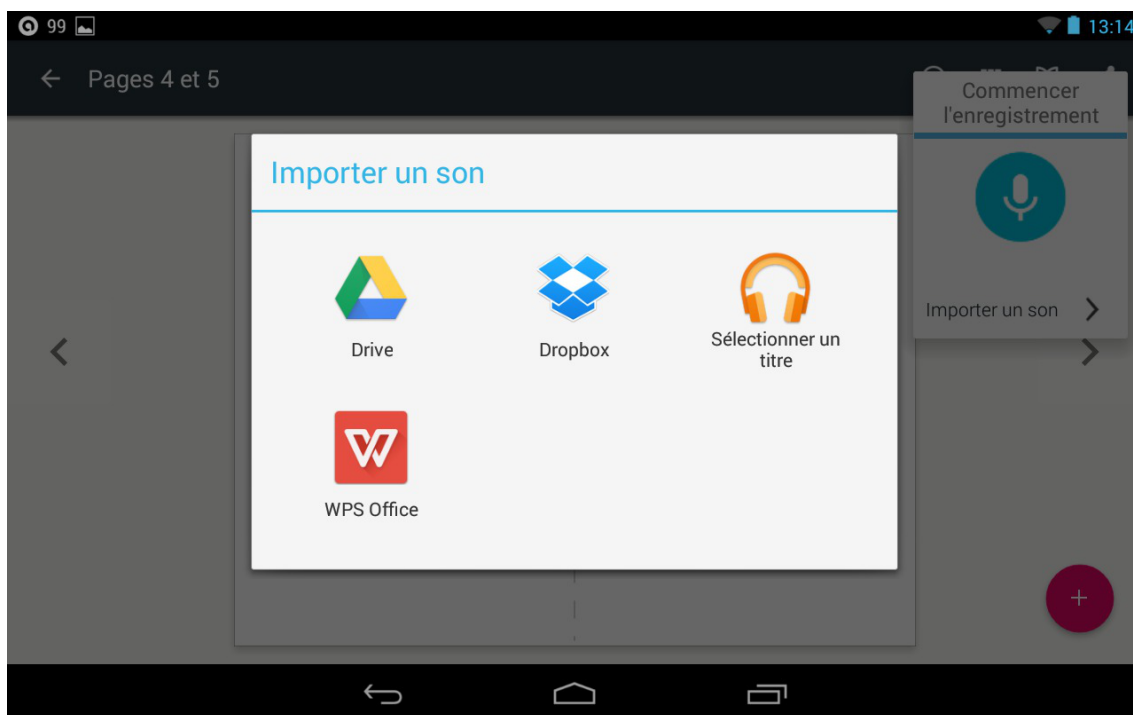 99
13:14
Pages 4 et 5
Commencer
l'enregistrement
Importer un son
Importer un son
Drive
Dropbox
Sélectionner un
titre
WPS Office